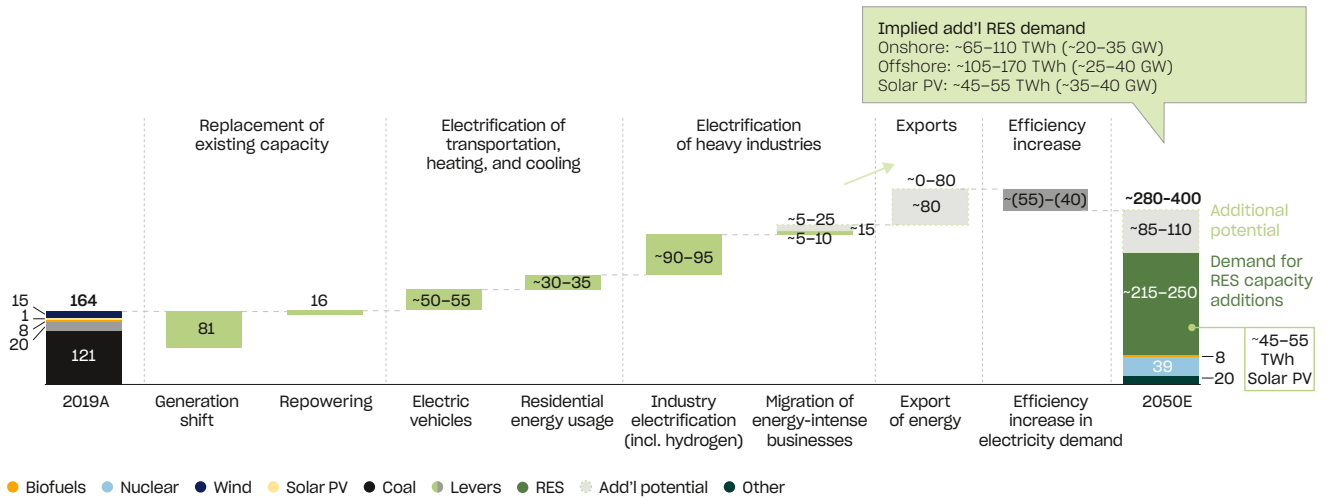 Implied add'l RES demand
Onshore: ~65–110 TWh (~20–35 GW)
Offshore: ~105–170 TWh (~25–40 GW)
Solar PV: ~45–55 TWh (~35–40 GW)
Replacement of
existing capacity
Electrification of
transportation,
heating, and cooling
Electrification
of heavy industries
Exports
Efficiency
increase
15
1
8
20
164
121
81
16
~50–55
~30–35
~90–95
~5–25
~15
~5–10
~0–80
~80
~(55)–(40)
~280–400
~85–110
~215–250
8
39
20
Additional
potential
Demand for
RES capacity
additions
~45–55
TWh
Solar PV
2019A
Generation
shift
Repowering
Electric
vehicles
Residential
energy usage
Industry
electrification
(incl. hydrogen)
Migration of
energy-intense
businesses
Export
of energy
Efficiency
increase in
electricity demand
2050E
Biofuels
Nuclear
Wind
Solar PV
Coal
Levers
RES
Add'l potential
Other